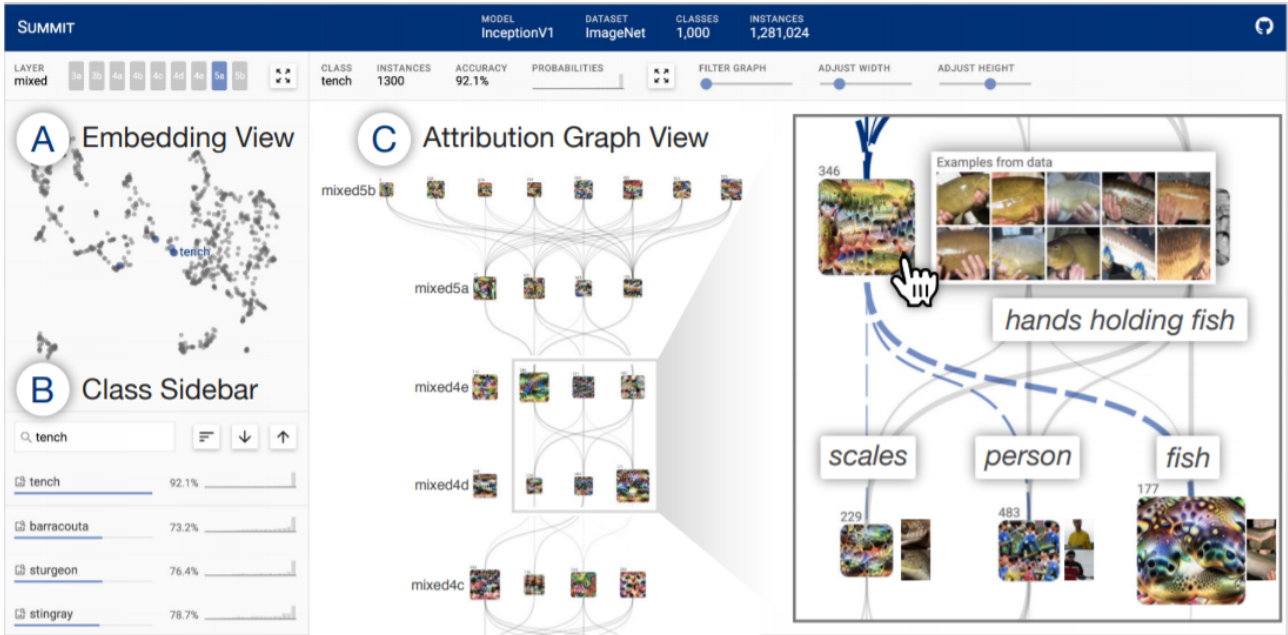 SUMMIT
MODEL
InceptionV1
DATASET
ImageNet
CLASSES
1,000
INSTANCES
1,281,024
LAYER
mixed
3a 3b 4a 4b 4c 4d 4e 5a 5b
CLASS
tench
INSTANCES
1300
ACCURACY
92.1%
PROBABILITIES
FILTER GRAPH
ADJUST WIDTH
ADJUST HEIGHT
A Embedding View
tench
B Class Sidebar
tench
tench 92.1%
barracouta 73.2%
sturgeon 76.4%
stingray 78.7%
C Attribution Graph View
mixed5b
mixed5a
mixed4e
mixed4d
mixed4c
346
Examples from data
hands holding fish
scales
person
fish
229
483
177